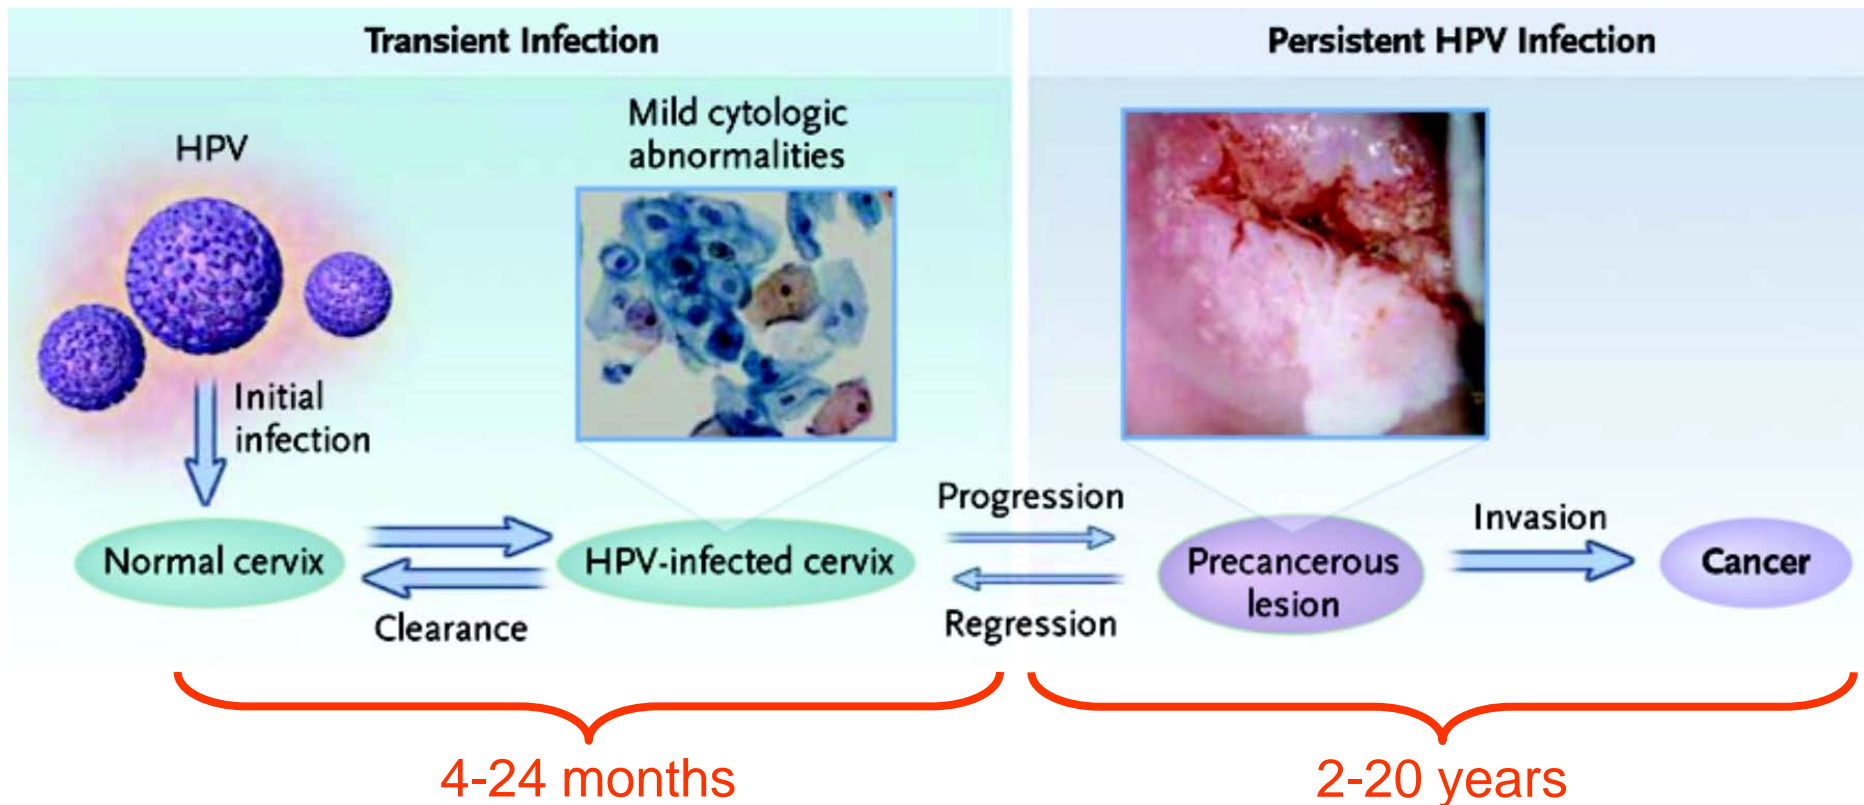 Transient Infection
Persistent HPV Infection
HPV
Mild cytologic
abnormalities
Initial
infection
Normal cervix
Clearance
HPV-infected cervix
Progression
Regression
Precancerous
lesion
Invasion
Cancer
4-24 months
2-20 years